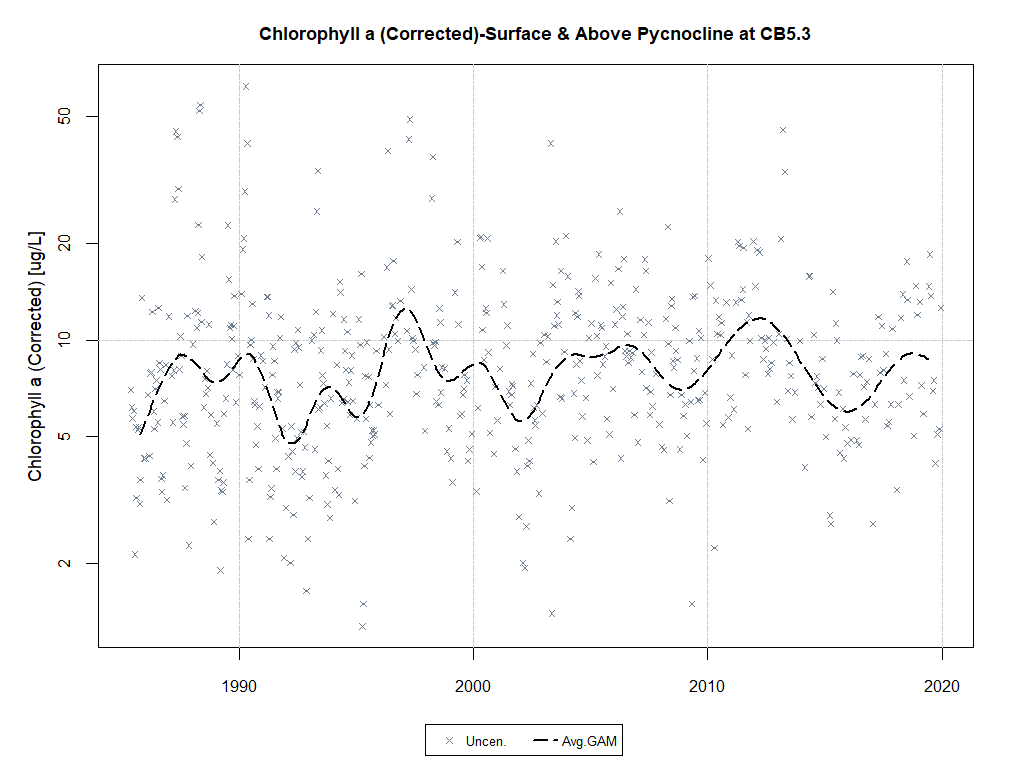 Chlorophyll a (Corrected)-Surface & Above Pycnocline at CB5.3
Chlorophyll a (Corrected) [ug/L]
50
20
10
5
2
1990
2000
2010
2020
Uncen.
Avg.GAM